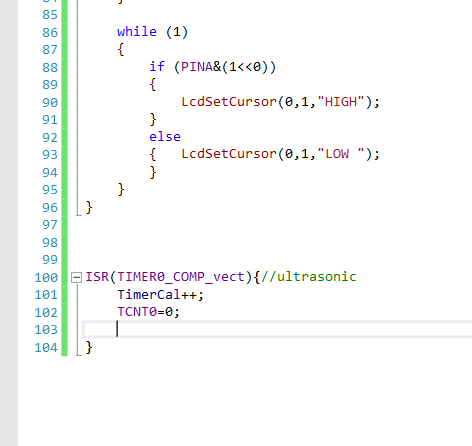 85
86 while (1)
87 {
88 if (PINA&(1<<0))
89 {
90 LcdSetCursor(0,1,"HIGH");
91 }
92 else
93 { LcdSetCursor(0,1,"LOW ");
94 }
95 }
96 }
97
98
99
100 ISR(TIMER0_COMP_vect){//ultrasonic
101 TimerCal++;
102 TCNT0=0;
103
104 }